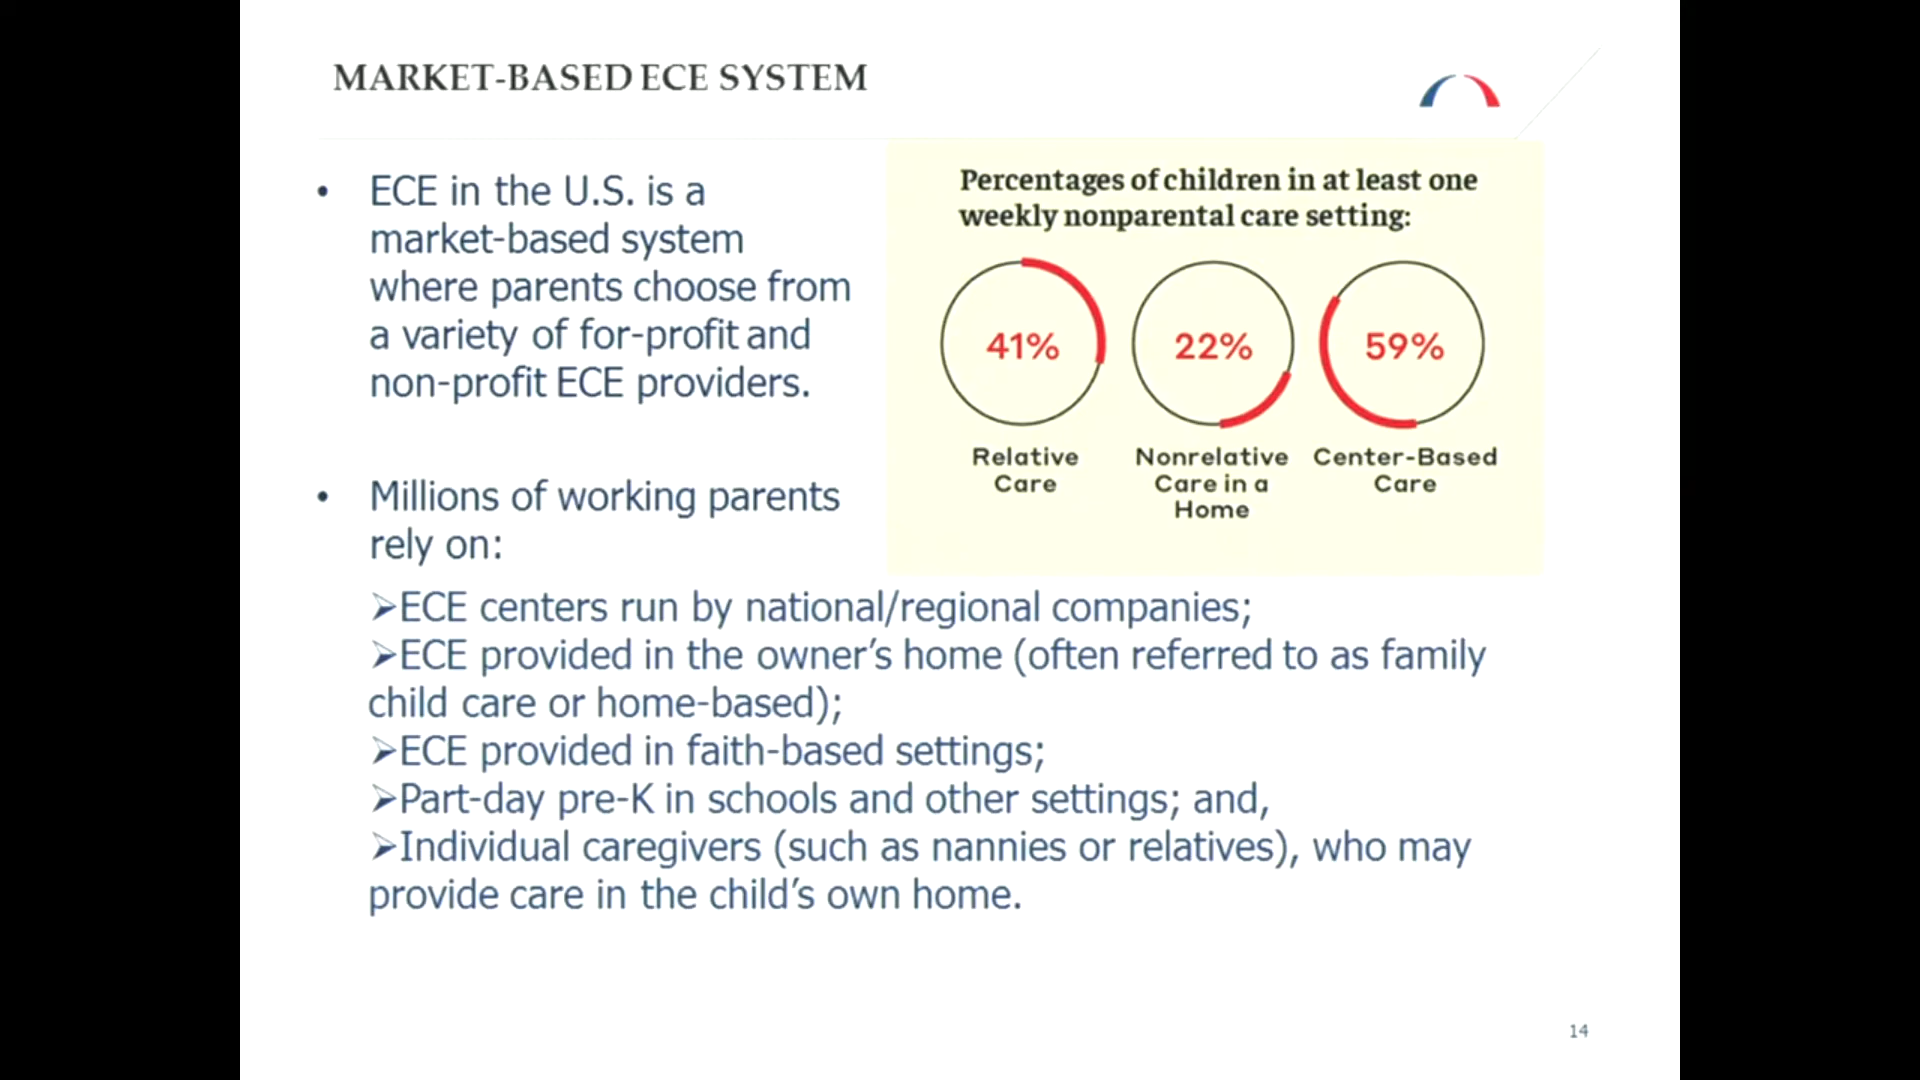 MARKET-BASED ECE SYSTEM
• ECE in the U.S. is a
market-based system
where parents choose from
a variety of for-profit and
non-profit ECE providers.
• Millions of working parents
rely on:
➢ECE centers run by national/regional companies;
➢ECE provided in the owner’s home (often referred to as family
child care or home-based);
➢ECE provided in faith-based settings;
➢Part-day pre-K in schools and other settings; and,
➢Individual caregivers (such as nannies or relatives), who may
provide care in the child’s own home.
Percentages of children in at least one
weekly nonparental care setting:
41%
22%
59%
Relative
Care
Nonrelative
Care in a
Home
Center-Based
Care
14